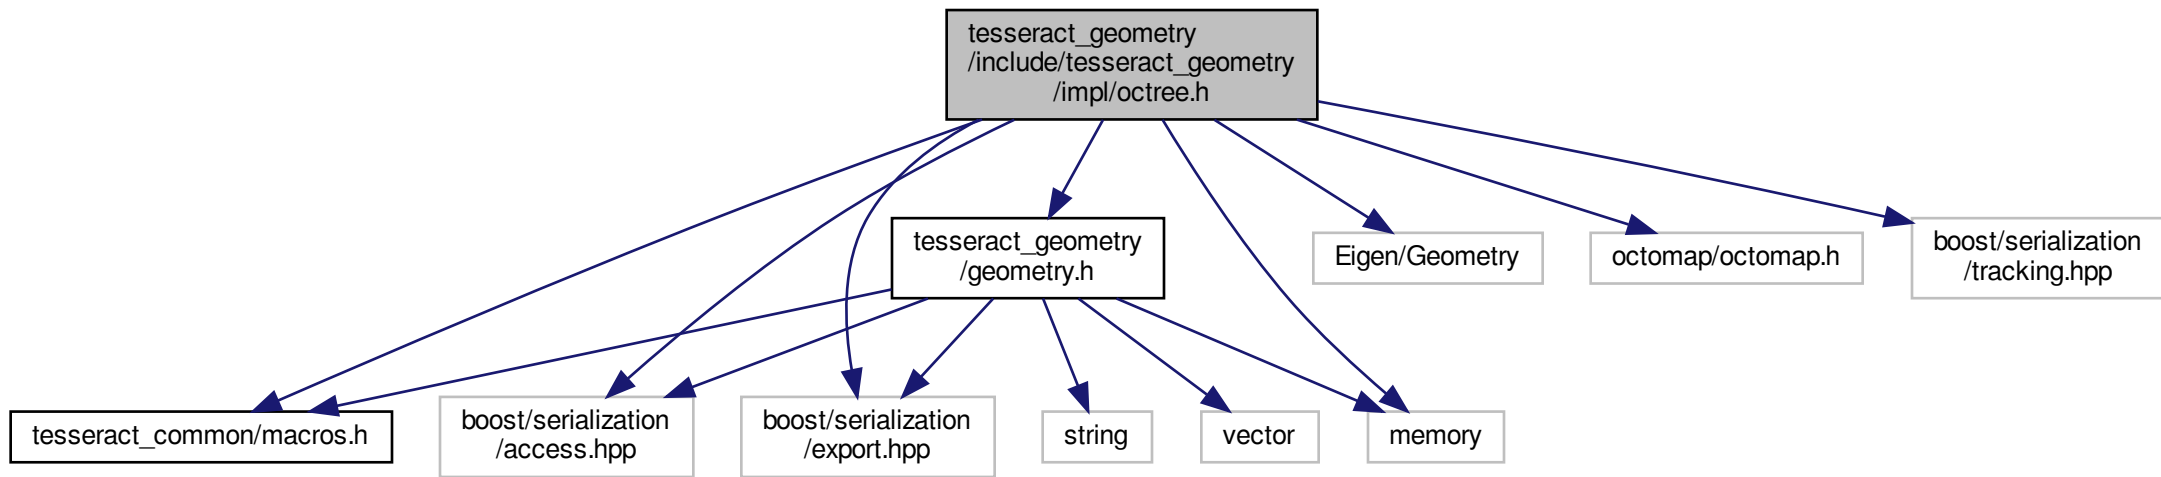 tesseract_geometry
/include/tesseract_geometry
/impl/octree.h
tesseract_geometry
/geometry.h
Eigen/Geometry
octomap/octomap.h
boost/serialization
/tracking.hpp
tesseract_common/macros.h
boost/serialization
/access.hpp
boost/serialization
/export.hpp
string
vector
memory